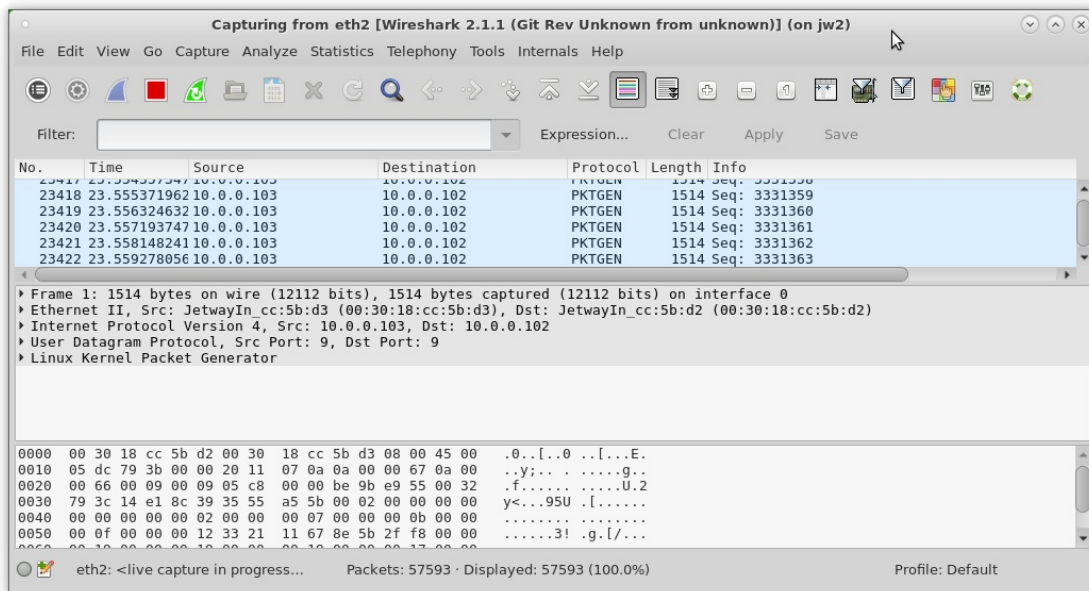 Capturing from eth2 [Wireshark 2.1.1 (Git Rev Unknown from unknown)] (on jw2)
File Edit View Go Capture Analyze Statistics Telephony Tools Internals Help
Filter: Expression... Clear Apply Save
No. Time Source Destination Protocol Length Info
23418 23.555371962 10.0.0.103 10.0.0.102 PKTGEN 1514 Seq: 3331359
23419 23.556324632 10.0.0.103 10.0.0.102 PKTGEN 1514 Seq: 3331360
23420 23.557193747 10.0.0.103 10.0.0.102 PKTGEN 1514 Seq: 3331361
23421 23.558148241 10.0.0.103 10.0.0.102 PKTGEN 1514 Seq: 3331362
23422 23.559278056 10.0.0.103 10.0.0.102 PKTGEN 1514 Seq: 3331363
Frame 1: 1514 bytes on wire (12112 bits), 1514 bytes captured (12112 bits) on interface 0
Ethernet II, Src: JetwayIn_cc:5b:d3 (00:30:18:cc:5b:d3), Dst: JetwayIn_cc:5b:d2 (00:30:18:cc:5b:d2)
Internet Protocol Version 4, Src: 10.0.0.103, Dst: 10.0.0.102
User Datagram Protocol, Src Port: 9, Dst Port: 9
Linux Kernel Packet Generator
0000 00 30 18 cc 5b d2 00 30 18 cc 5b d3 08 00 45 00 .0..[..0 ..[...E.
0010 05 dc 79 3b 00 00 20 11 07 0a 0a 00 00 67 0a 00 ..y;.. . .....g..
0020 00 66 00 09 00 09 05 c8 00 00 be 9b e9 55 00 32 .f...... .....U.2
0030 79 3c 14 e1 8c 39 35 55 a5 5b 00 02 00 00 00 00 y<...95U .[......
0040 00 00 00 00 00 02 00 00 00 07 00 00 00 0b 00 00 ........ ........
0050 00 0f 00 00 00 12 33 21 11 67 8e 5b 2f f8 00 00 ......3! .g.[/...
eth2: <live capture in progress... Packets: 57593 · Displayed: 57593 (100.0%) Profile: Default